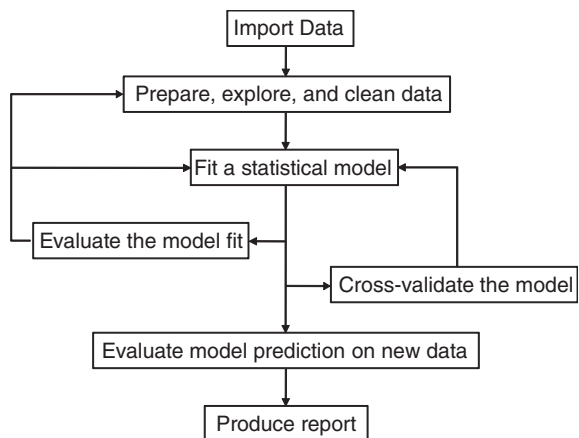 Import Data
Prepare, explore, and clean data
Fit a statistical model
Evaluate the model fit
Cross-validate the model
Evaluate model prediction on new data
Produce report